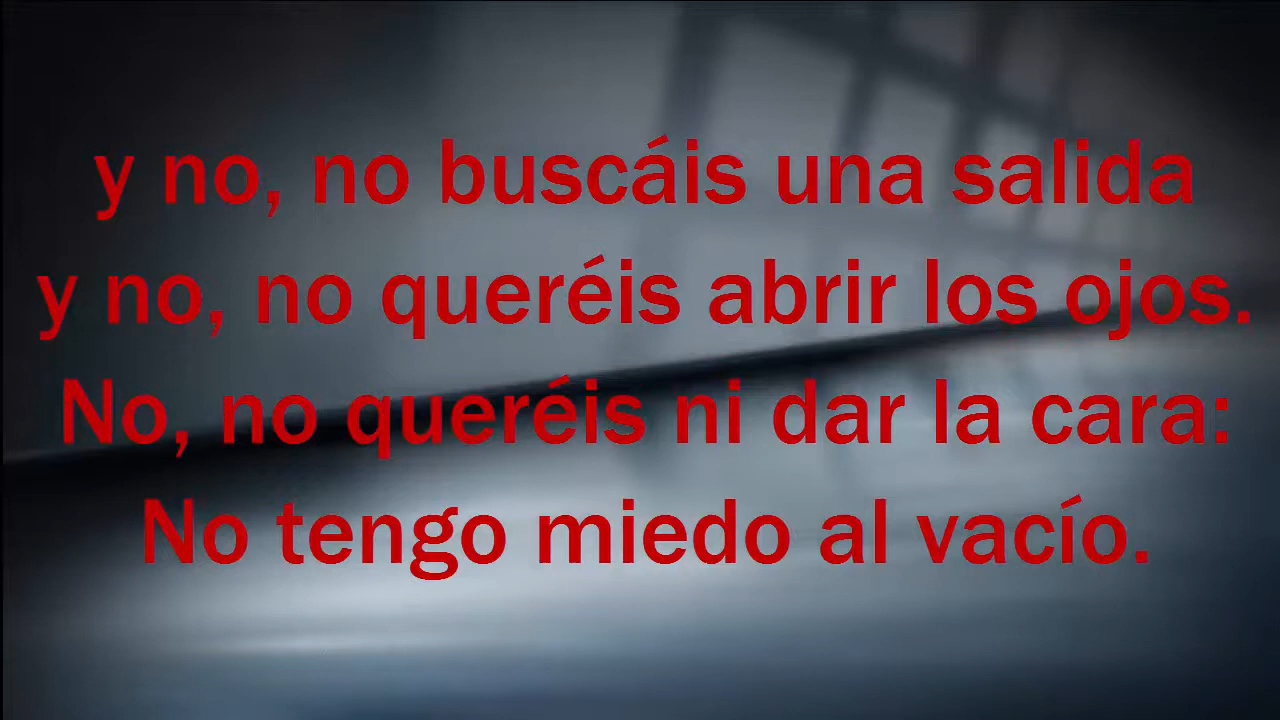 y no, no buscáis una salida
y no, no queréis abrir los ojos.
No, no queréis ni dar la cara:
No tengo miedo al vacío.